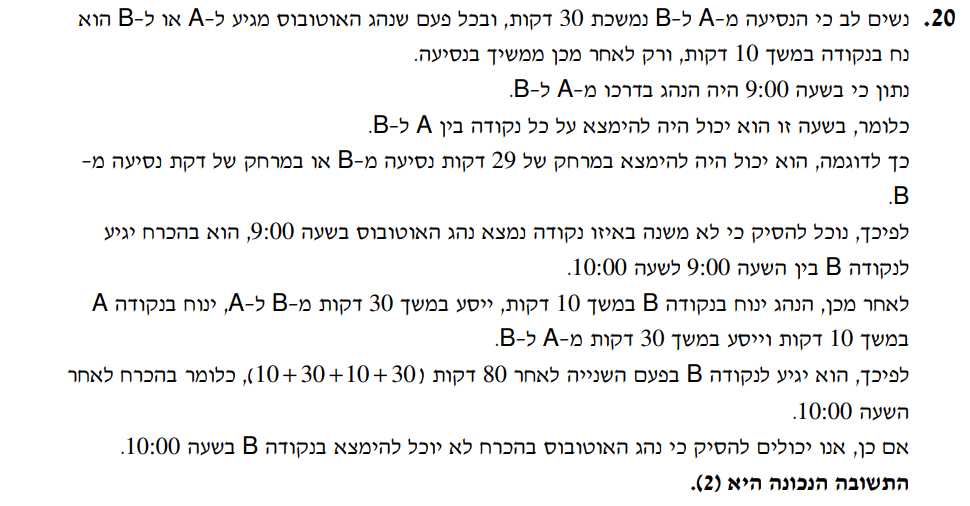 20. נשים לב כי הנסיעה מ-A ל-B נמשכת 30 דקות, ובכל פעם שנהג האוטובוס מגיע ל-A או ל-B הוא
נח בנקודה במשך 10 דקות, ורק לאחר מכן ממשיך בנסיעה.
נתון כי בשעה 9:00 היה הנהג בדרכו מ-A ל-B.
כלומר, בשעה זו הוא יכול היה להימצא על כל נקודה בין A ל-B.
כך לדוגמה, הוא יכול היה להימצא במרחק של 29 דקות נסיעה מ-B או במרחק של דקת נסיעה מ-
B.
לפיכך, נוכל להסיק כי לא משנה באיזו נקודה נמצא נהג האוטובוס בשעה 9:00, הוא בהכרח יגיע
לנקודה B בין השעה 9:00 לשעה 10:00.
לאחר מכן, הנהג ינוח בנקודה B במשך 10 דקות, ייסע במשך 30 דקות מ-B ל-A, ינוח בנקודה A
במשך 10 דקות וייסע במשך 30 דקות מ-A ל-B.
לפיכך, הוא יגיע לנקודה B בפעם השנייה לאחר 80 דקות (10+30+10+30), כלומר בהכרח לאחר
השעה 10:00.
אם כן, אנו יכולים להסיק כי נהג האוטובוס בהכרח לא יוכל להימצא בנקודה B בשעה 10:00.
התשובה הנכונה היא (2).